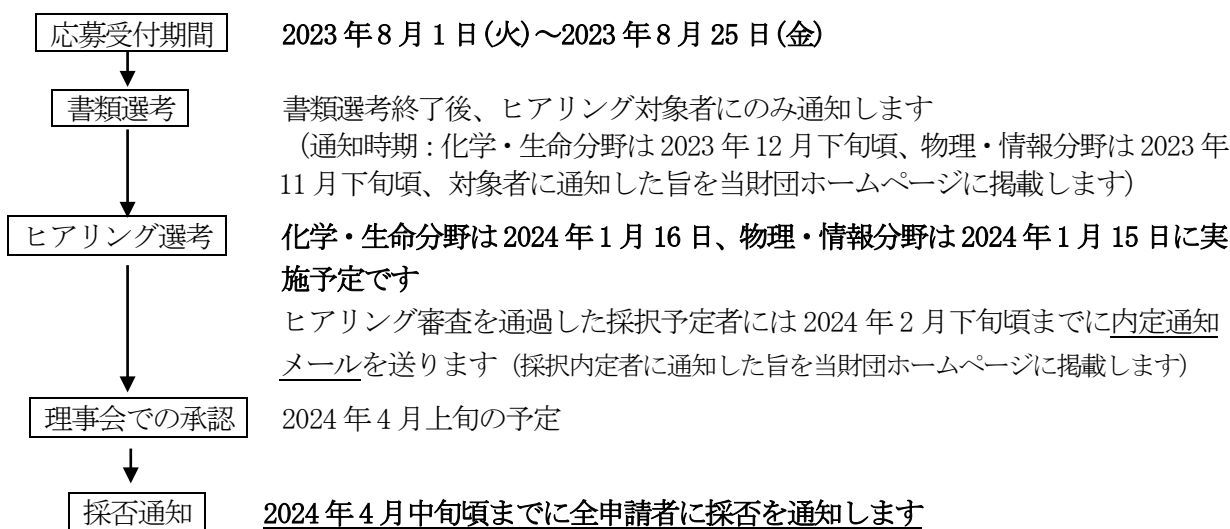 応募受付期間 2023年8月1日(火)～2023年8月25日(金)
書類選考 書類選考終了後、ヒアリング対象者にのみ通知します
（通知時期：化学・生命分野は2023年12月下旬頃、物理・情報分野は2023年
11月下旬頃、対象者に通知した旨を当財団ホームページに掲載します）
ヒアリング選考 化学・生命分野は2024年1月16日、物理・情報分野は2024年1月15日に実
施予定です
ヒアリング審査を通過した採択予定者には2024年2月下旬頃までに内定通知
メールを送ります（採択内定者に通知した旨を当財団ホームページに掲載します）
理事会での承認 2024年4月上旬の予定
採否通知 2024年4月中旬頃までに全申請者に採否を通知します